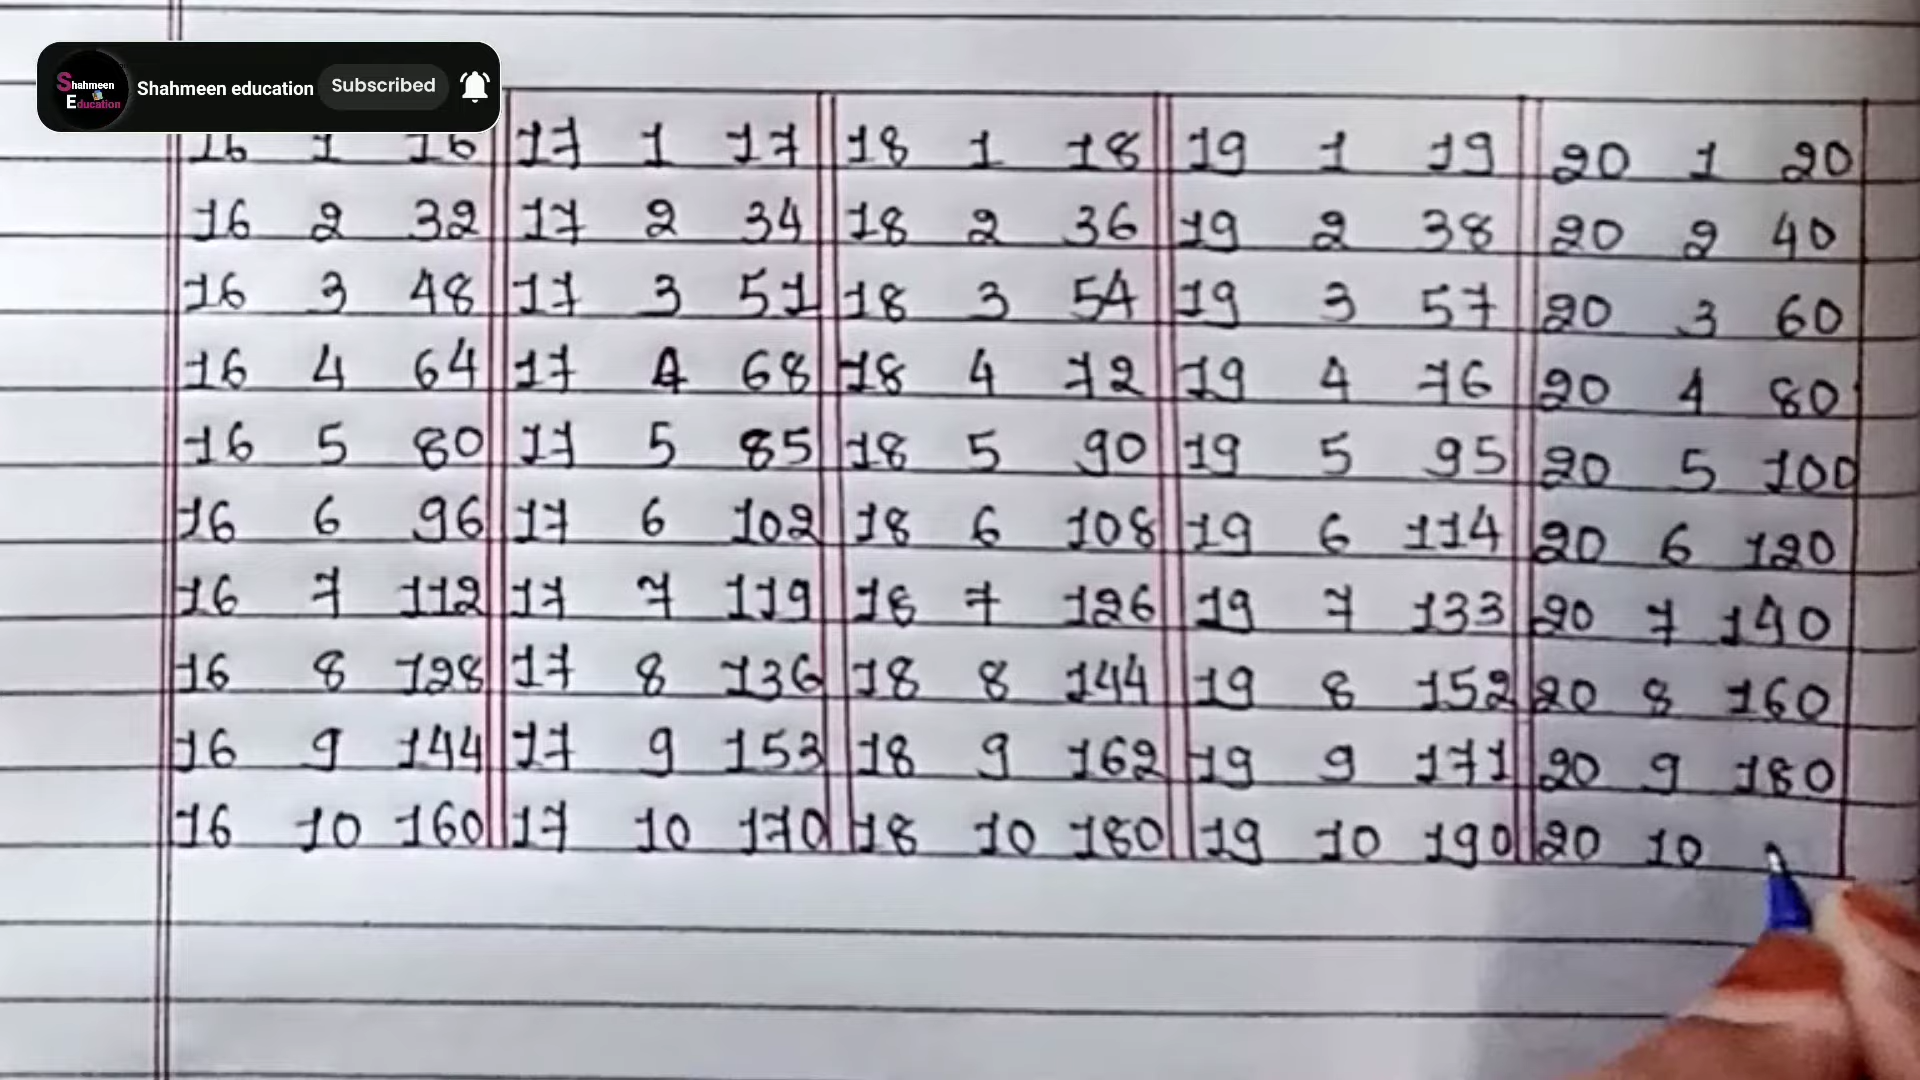 Shahmeen Education
Shahmeen education Subscribed
16 1 16 17 1 17 18 1 18 19 1 19 20 1 20
16 2 32 17 2 34 18 2 36 19 2 38 20 2 40
16 3 48 17 3 51 18 3 54 19 3 57 20 3 60
16 4 64 17 4 68 18 4 72 19 4 76 20 4 80
16 5 80 17 5 85 18 5 90 19 5 95 20 5 100
16 6 96 17 6 102 18 6 108 19 6 114 20 6 120
16 7 112 17 7 119 18 7 126 19 7 133 20 7 140
16 8 128 17 8 136 18 8 144 19 8 152 20 8 160
16 9 144 17 9 153 18 9 162 19 9 171 20 9 180
16 10 160 17 10 170 18 10 180 19 10 190 20 10